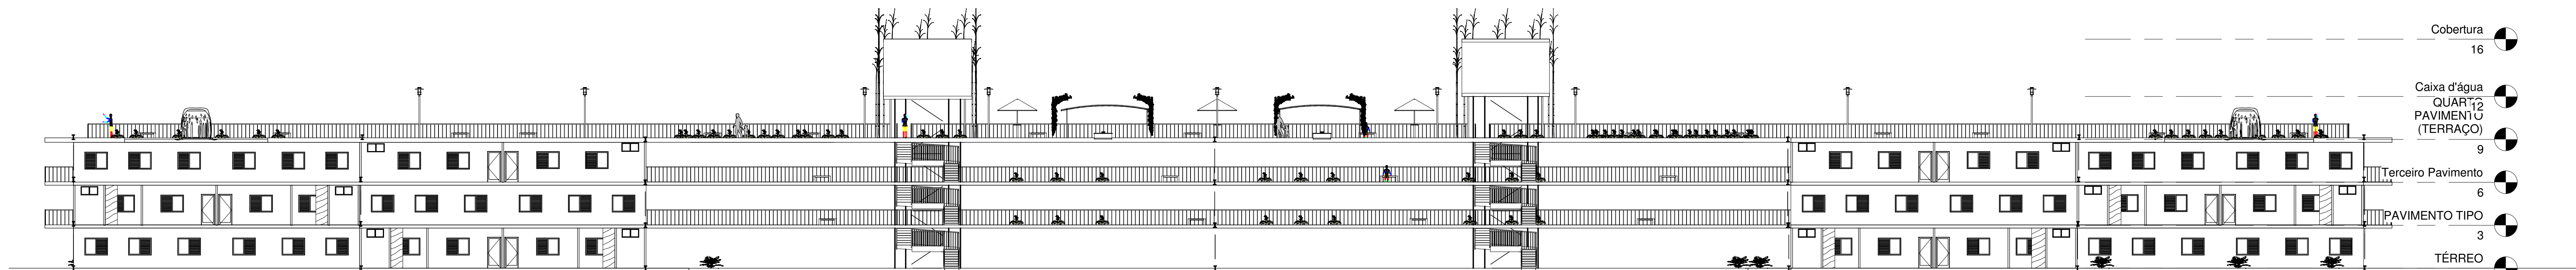 Cobertura
16
Caixa d'água
12
QUARTO
PAVIMENTO
(TERRAÇO)
9
Terceiro Pavimento
6
PAVIMENTO TIPO
3
TÉRREO